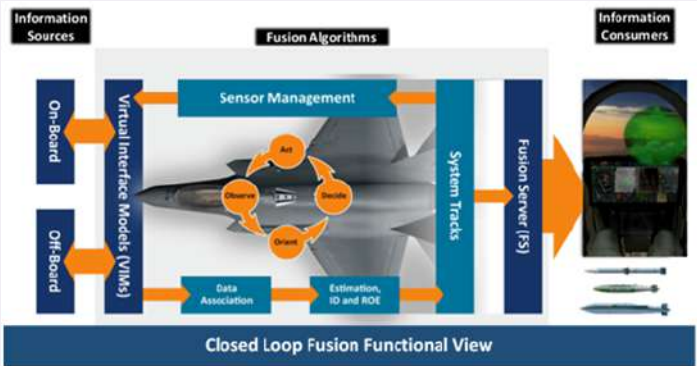 Information
Sources
Fusion Algorithms
Information
Consumers
On-Board
Off-Board
Virtual Interface Models (VIMs)
Sensor Management
Act
Observe
Decide
Orient
Data
Association
Estimation,
ID and ROE
System Tracks
Fusion Server (FS)
Closed Loop Fusion Functional View